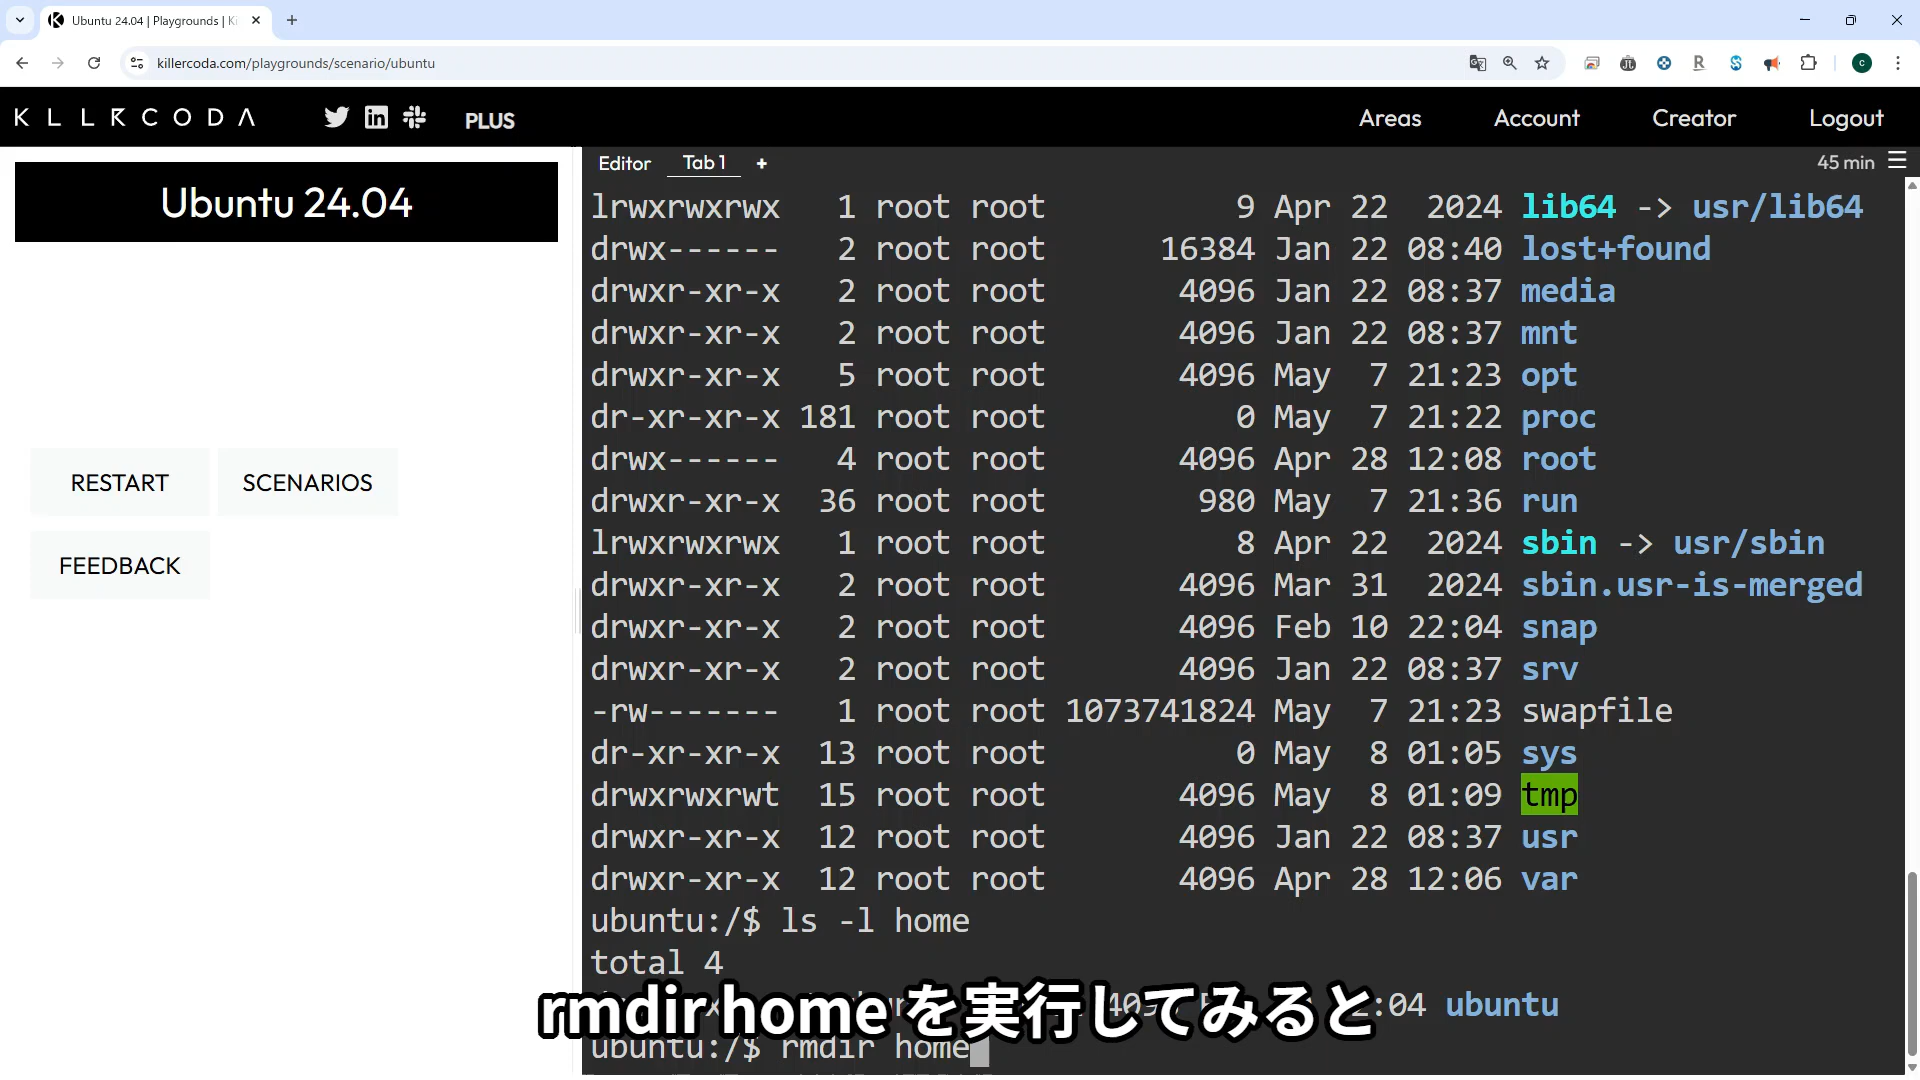 Ubuntu 24.04 | Playgrounds | Ki
killercoda.com/playgrounds/scenario/ubuntu
KLLRCODA PLUS Areas Account Creator Logout
Ubuntu 24.04
RESTART SCENARIOS
FEEDBACK
Editor Tab 1 + 45 min
lrwxrwxrwx 1 root root 9 Apr 22 2024 lib64 -> usr/lib64
drwx------ 2 root root 16384 Jan 22 08:40 lost+found
drwxr-xr-x 2 root root 4096 Jan 22 08:37 media
drwxr-xr-x 2 root root 4096 Jan 22 08:37 mnt
drwxr-xr-x 5 root root 4096 May 7 21:23 opt
dr-xr-xr-x 181 root root 0 May 7 21:22 proc
drwx------ 4 root root 4096 Apr 28 12:08 root
drwxr-xr-x 36 root root 980 May 7 21:36 run
lrwxrwxrwx 1 root root 8 Apr 22 2024 sbin -> usr/sbin
drwxr-xr-x 2 root root 4096 Mar 31 2024 sbin.usr-is-merged
drwxr-xr-x 2 root root 4096 Feb 10 22:04 snap
drwxr-xr-x 2 root root 4096 Jan 22 08:37 srv
-rw------- 1 root root 1073741824 May 7 21:23 swapfile
dr-xr-xr-x 13 root root 0 May 8 01:05 sys
drwxrwxrwt 15 root root 4096 May 8 01:09 tmp
drwxr-xr-x 12 root root 4096 Jan 22 08:37 usr
drwxr-xr-x 12 root root 4096 Apr 28 12:06 var
ubuntu:/$ ls -l home
total 4
ubuntu
rmdir home を実行してみると
ubuntu:/$ rmdir home